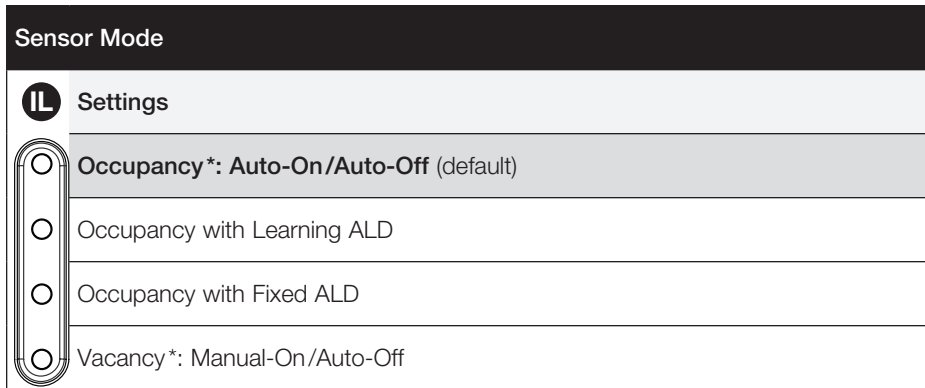 Sensor Mode
IL Settings
Occupancy*: Auto-On/Auto-Off (default)
Occupancy with Learning ALD
Occupancy with Fixed ALD
Vacancy*: Manual-On/Auto-Off